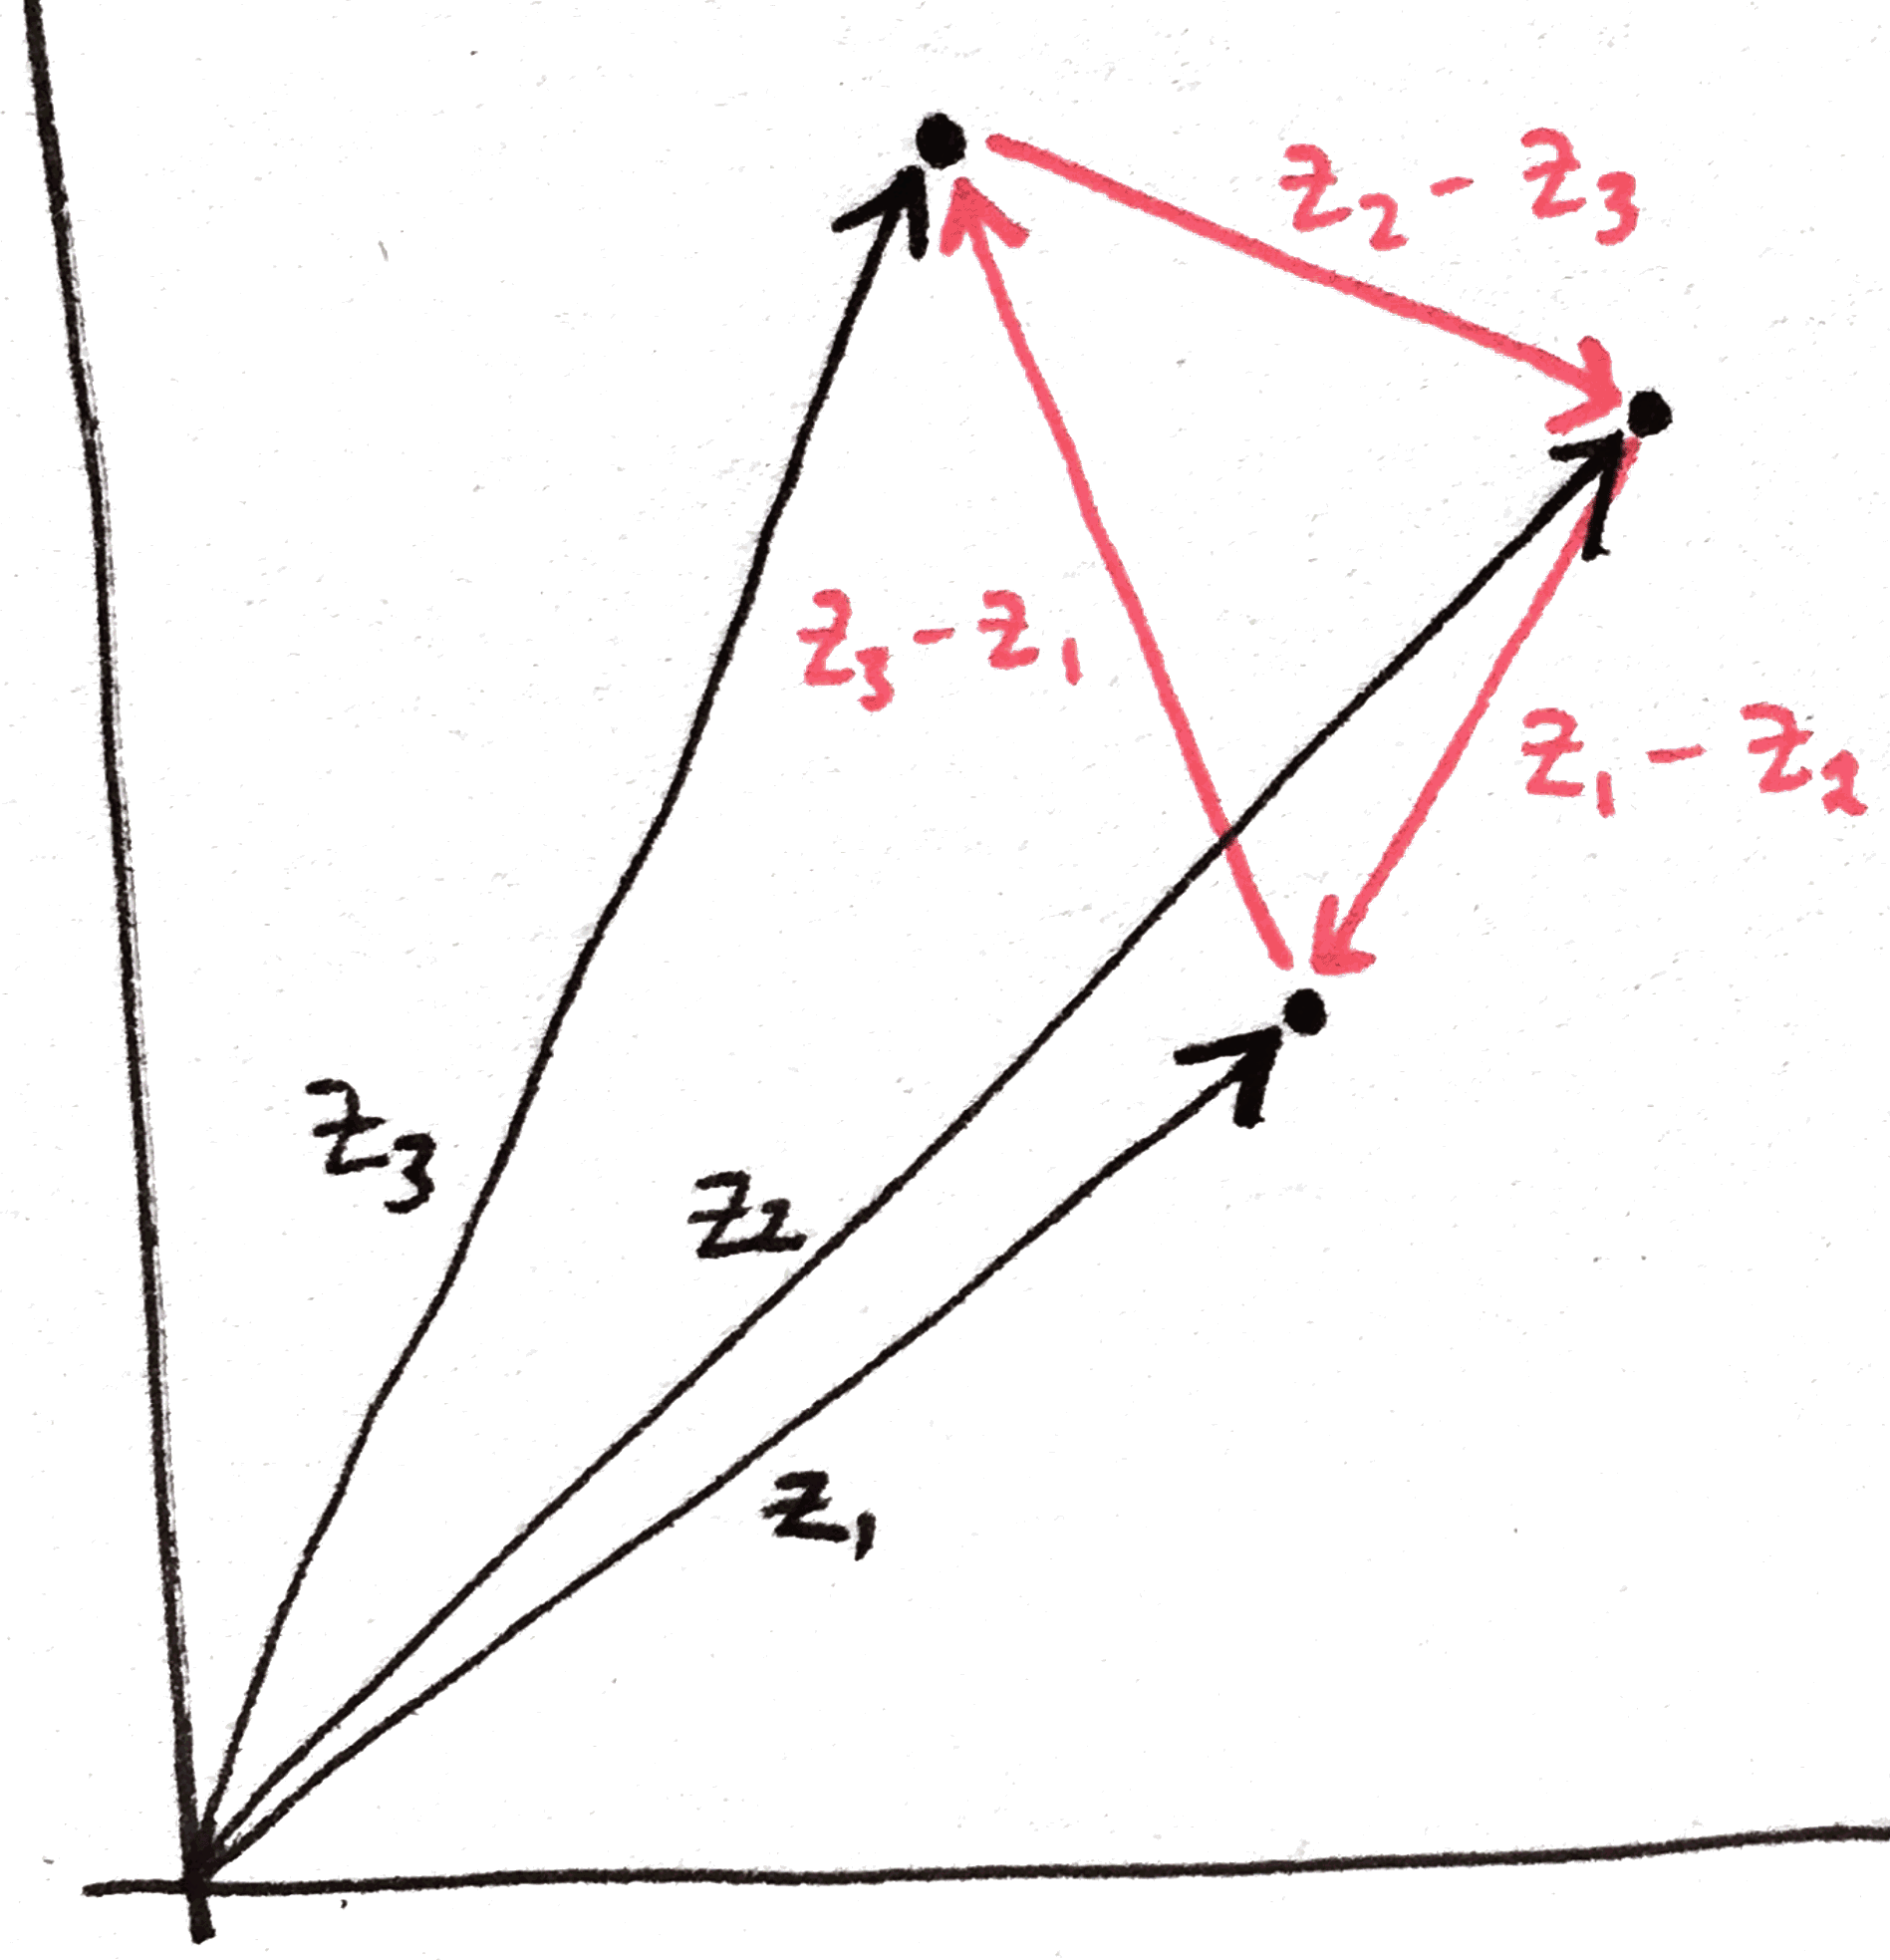 z₂ - z₃
z₃ - z₁
z₁ - z₂
z₃
z₂
z₁